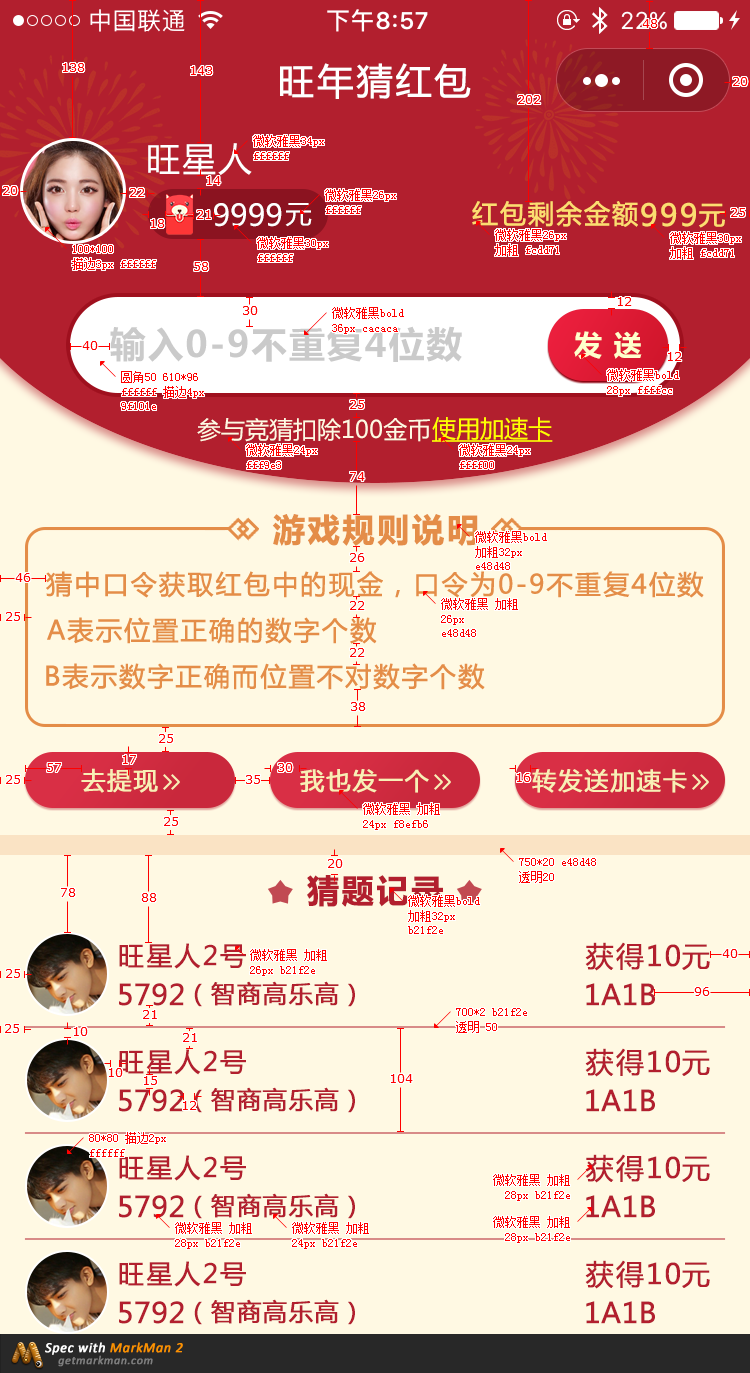 中国联通 下午8:57 22%
48
138
143
旺年猜红包
20
202
旺星人
微软雅黑34px
ffffff
14
20
22
9999元
18
21
微软雅黑26px
ffffff
红包剩余金额999元
25
微软雅黑30px
ffffff
微软雅黑26px
加粗 fedd71
微软雅黑30px
加粗 fedd71
100*100
描边3px ffffff
58
12
30
微软雅黑bold
36px cacaca
输入0-9不重复4位数
发 送
40
12
圆角50 610*96
ffffff 描边4px
9f101e
微软雅黑bold
28px ffffec
25
参与竞猜扣除100金币使用加速卡
微软雅黑24px
微软雅黑24px
ffff00
74
游戏规则说明
微软雅黑bold
加粗32px
e48d48
26
46
猜中口令获取红包中的现金，口令为0-9不重复4位数
22
微软雅黑 加粗
26px
e48d48
25
A表示位置正确的数字个数
22
B表示数字正确而位置不对数字个数
38
25
17
57
30
16
25
去提现»
35
我也发一个»
转发送加速卡»
微软雅黑 加粗
24px f8efb6
25
20
750*20 e48d48
透明20
猜题记录
78
88
微软雅黑bold
加粗32px
b21f2e
旺星人2号
获得10元
40
微软雅黑 加粗
26px b21f2e
25
5792（智商高乐高）
1A1B
96
21
700*2 b21f2e
透明 50
25
10
21
旺星人2号
获得10元
10
15
104
5792（智商高乐高）
1A1B
12
80*80 描边2px
ffffff
旺星人2号
获得10元
微软雅黑 加粗
28px b21f2e
5792（智商高乐高）
1A1B
微软雅黑 加粗
28px b21f2e
微软雅黑 加粗
28px b21f2e
微软雅黑 加粗
24px b21f2e
旺星人2号
获得10元
5792（智商高乐高）
1A1B
Spec with MarkMan 2
getmarkman.com